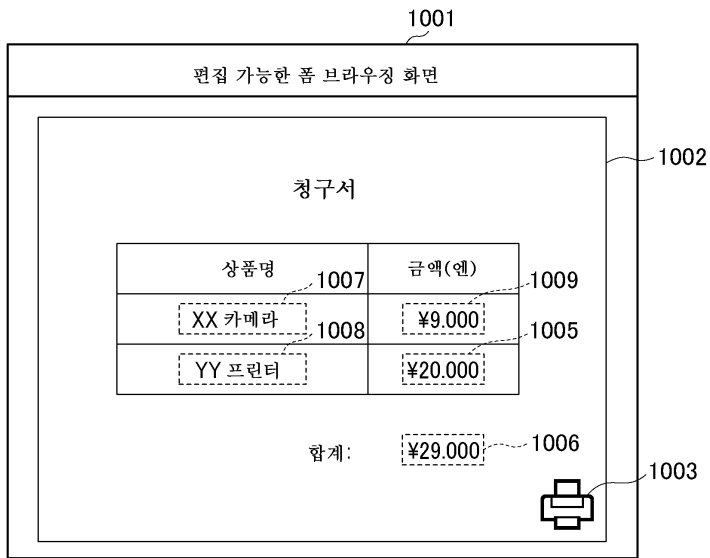 1001
편집 가능한 폼 브라우징 화면
1002
청구서
상품명 금액(엔)
1007 1009
XX 카메라 ¥9.000
1008 1005
YY 프린터 ¥20.000
합계: ¥29.000 1006
1003